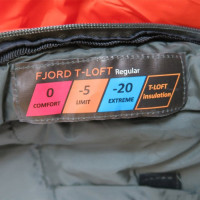 FJORD T-LOFT Regular
0 -5 -20 T-LOFT
COMFORT LIMIT EXTREME insulation